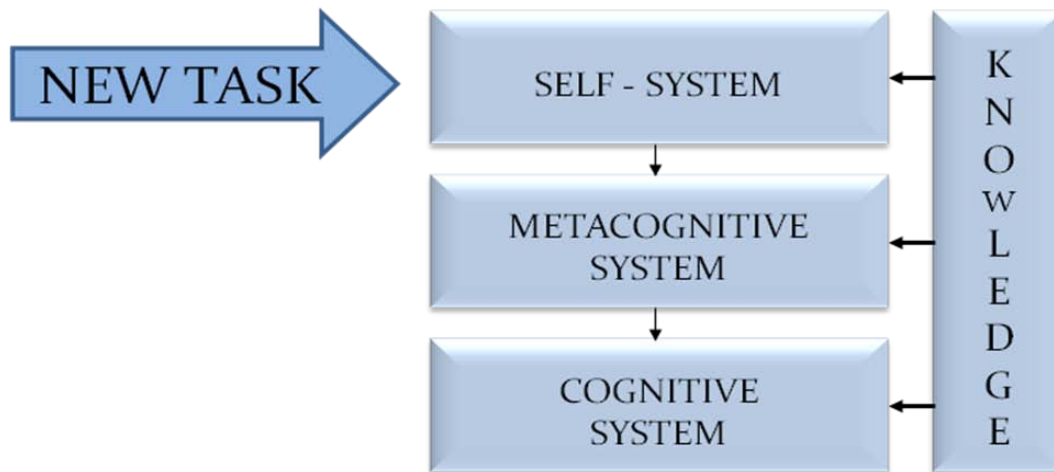 NEW TASK
SELF - SYSTEM
METACOGNITIVE
SYSTEM
COGNITIVE
SYSTEM
K
N
O
W
L
E
D
G
E